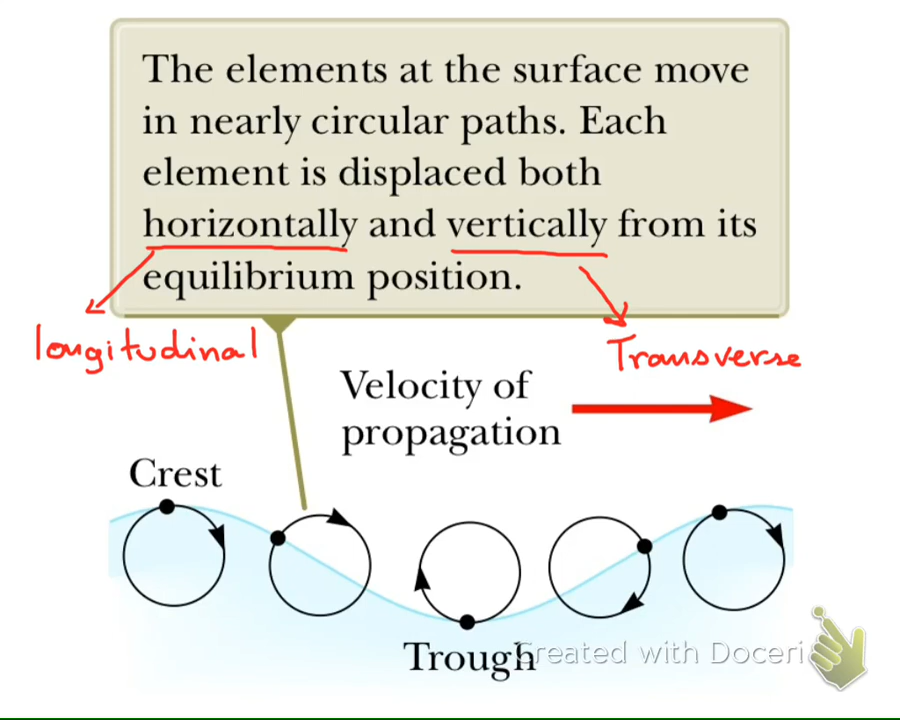 The elements at the surface move
in nearly circular paths. Each
element is displaced both
horizontally and vertically from its
equilibrium position.
longitudinal
Transverse
Velocity of
propagation
Crest
Trough
Created with Doceri